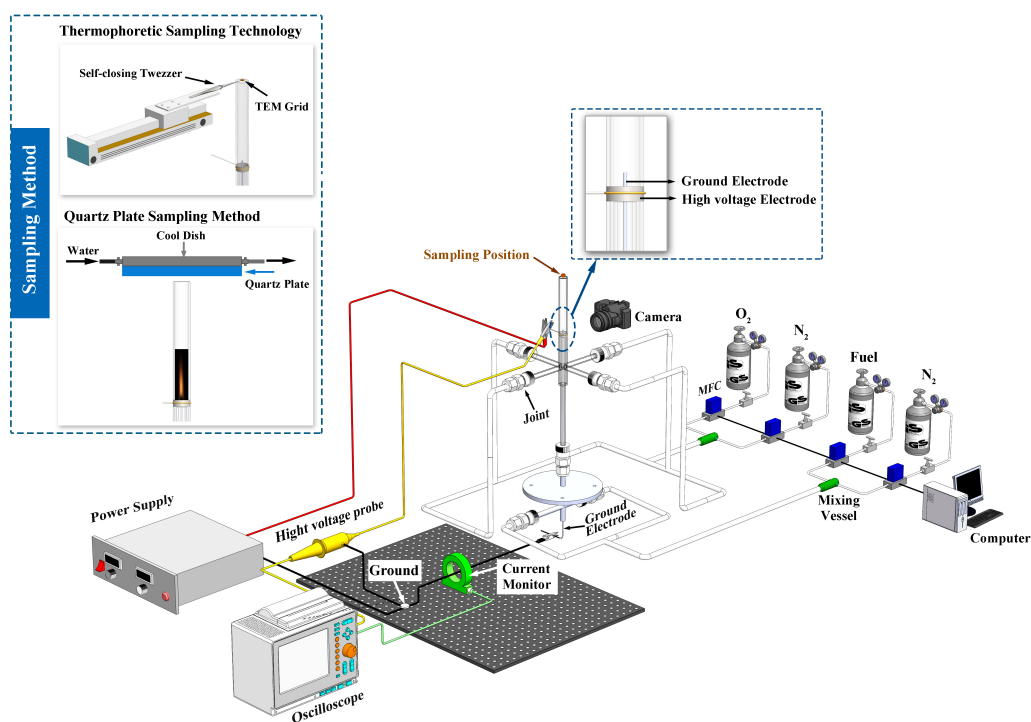 Thermophoretic Sampling Technology
Self-closing Twezzer
TEM Grid
Sampling Method
Quartz Plate Sampling Method
Cool Dish
Water
Quartz Plate
Ground Electrode
High voltage Electrode
Sampling Position
Camera
O2
N2
Fuel
N2
MFC
Joint
Mixing
Vessel
Computer
Power Supply
Hight voltage probe
Ground
Electrode
Ground
Current
Monitor
Oscilloscope